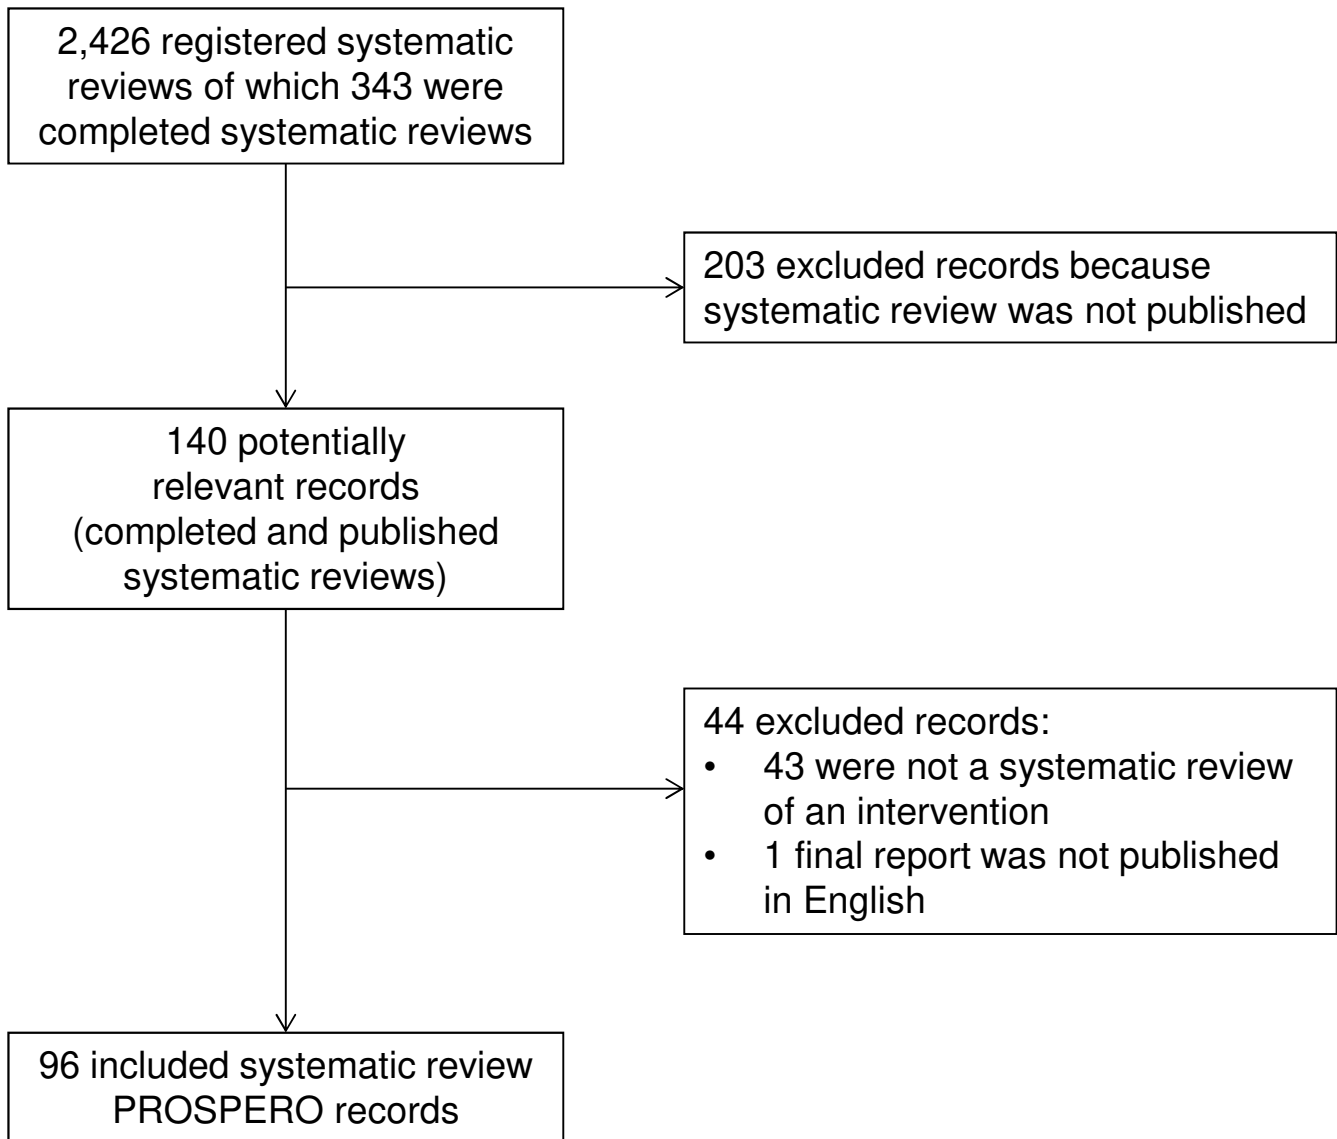 2,426 registered systematic
reviews of which 343 were
completed systematic reviews
203 excluded records because
systematic review was not published
140 potentially
relevant records
(completed and published
systematic reviews)
44 excluded records:
• 43 were not a systematic review
of an intervention
• 1 final report was not published
in English
96 included systematic review
PROSPERO records